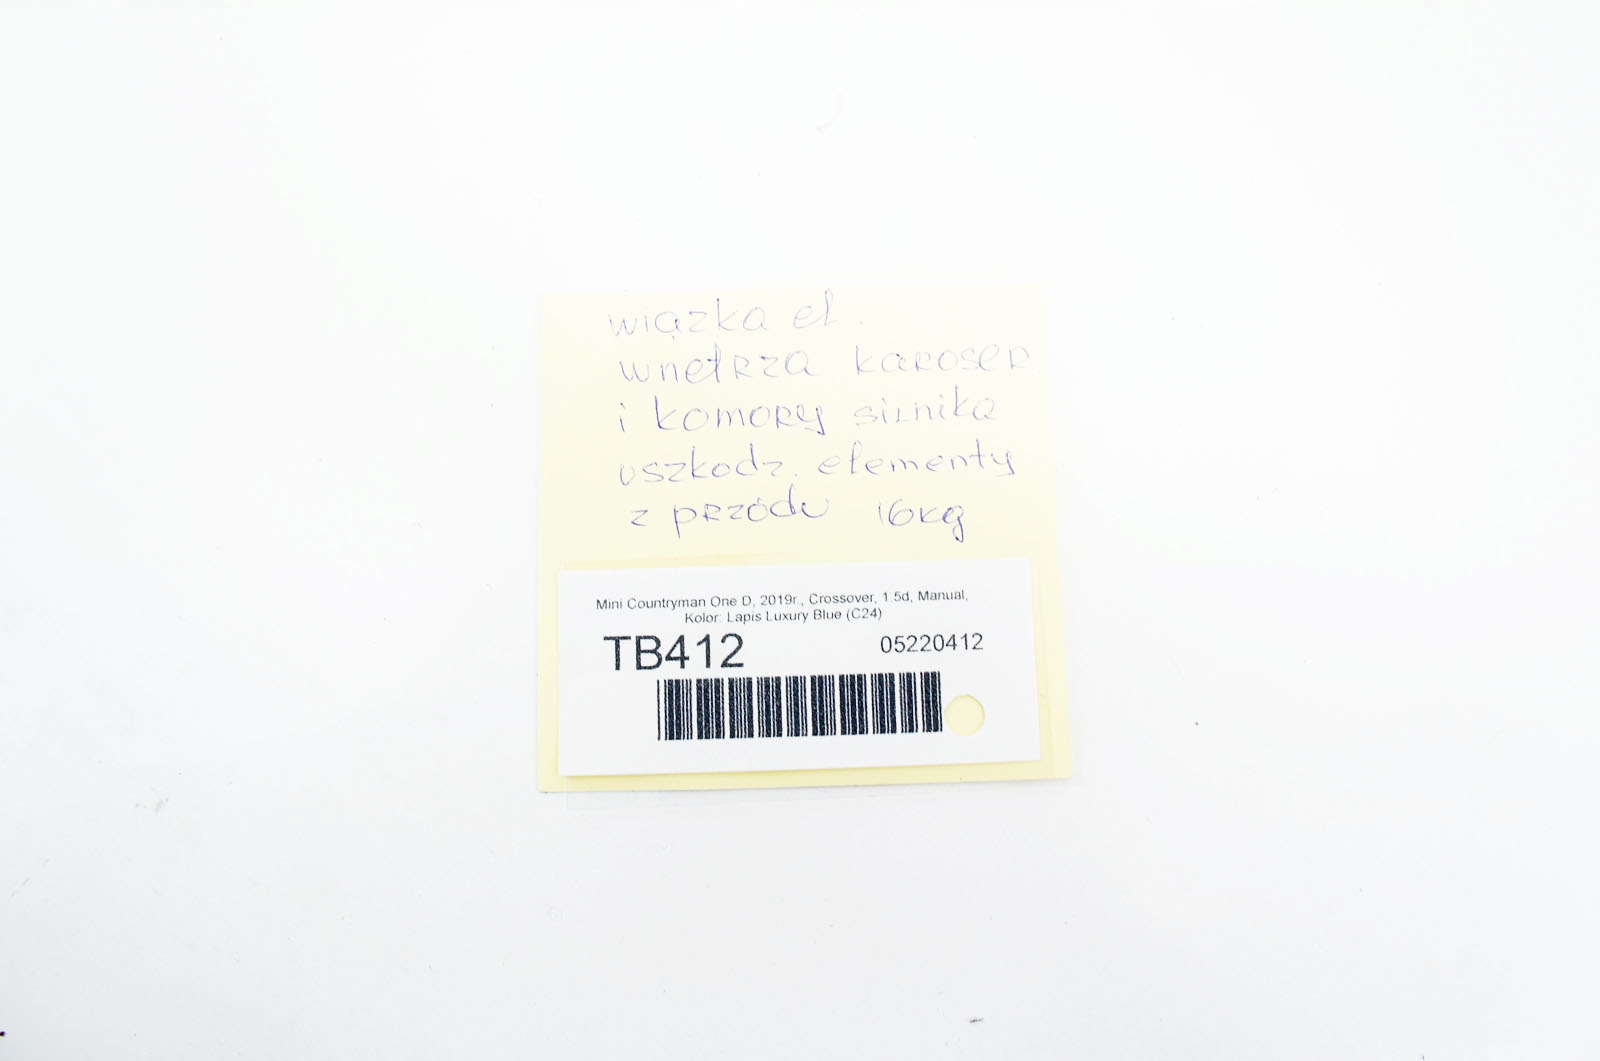 wiązka el.
wnętrza karoser.
i komory silnika
uszkodz. elementy
z przodu 16kg
Mini Countryman One D, 2019r., Crossover, 1.5d, Manual,
Kolor: Lapis Luxury Blue (C24)
TB412 05220412